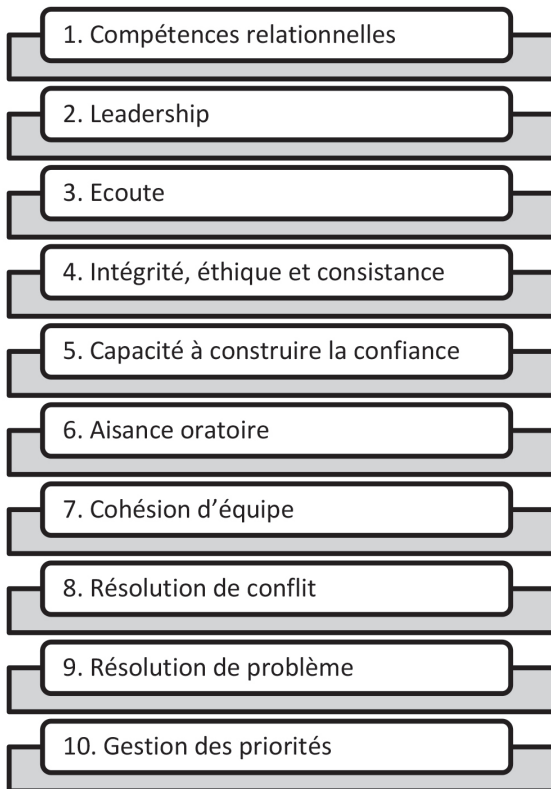 1. Compétences relationnelles
2. Leadership
3. Ecoute
4. Intégrité, éthique et consistance
5. Capacité à construire la confiance
6. Aisance oratoire
7. Cohésion d’équipe
8. Résolution de conflit
9. Résolution de problème
10. Gestion des priorités